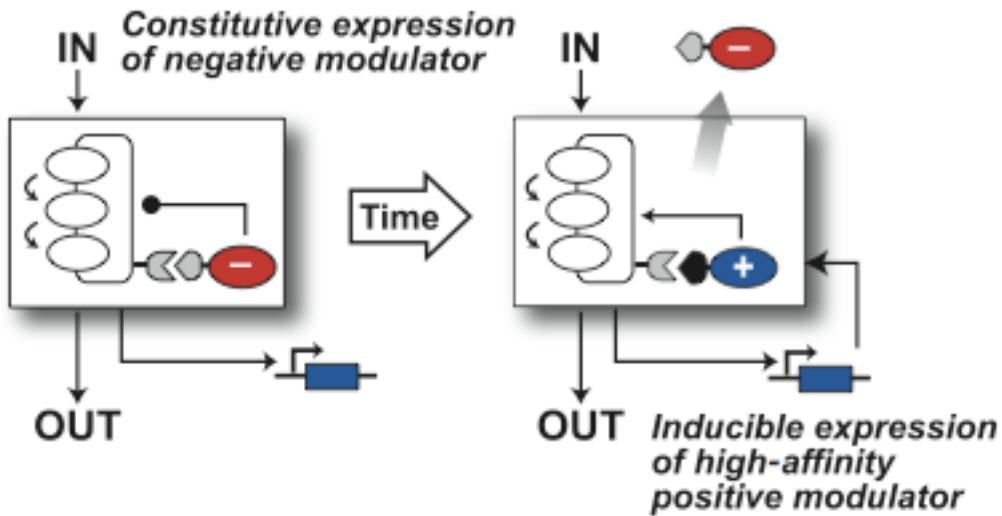 IN
Constitutive expression
of negative modulator
−
OUT
Time
IN
−
+
OUT
Inducible expression
of high-affinity
positive modulator